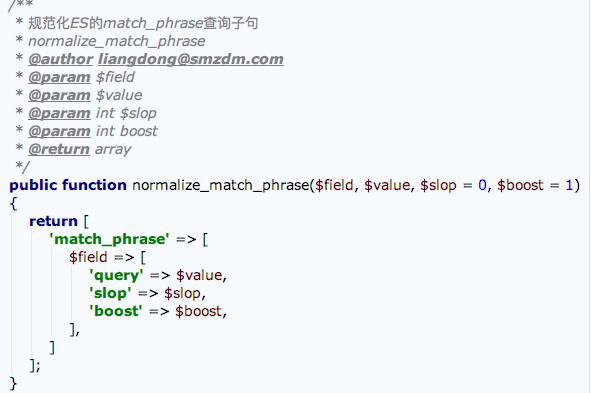 /**
 * 规范化ES的match_phrase查询子句
 * normalize_match_phrase
 * @author liangdong@smzdm.com
 * @param $field
 * @param $value
 * @param int $slop
 * @param int boost
 * @return array
 */
public function normalize_match_phrase($field, $value, $slop = 0, $boost = 1)
{
    return [
        'match_phrase' => [
            $field => [
                'query' => $value,
                'slop' => $slop,
                'boost' => $boost,
            ],
        ]
    ];
}